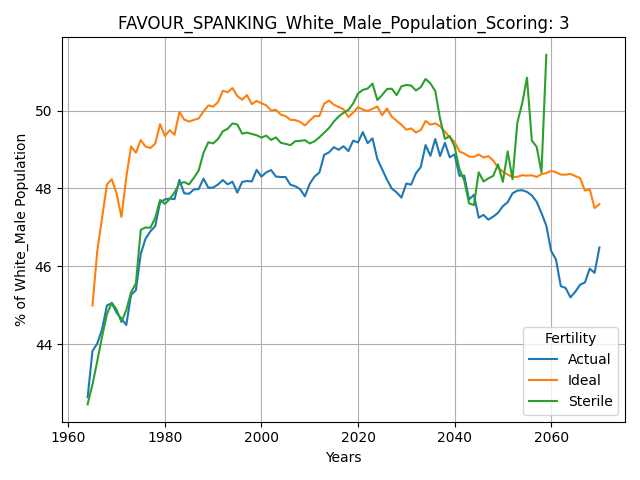 FAVOUR_SPANKING_White_Male_Population_Scoring: 3
% of White_Male Population
50
48
46
44
1960
1980
2000
2020
2040
2060
Years
Fertility
Actual
Ideal
Sterile